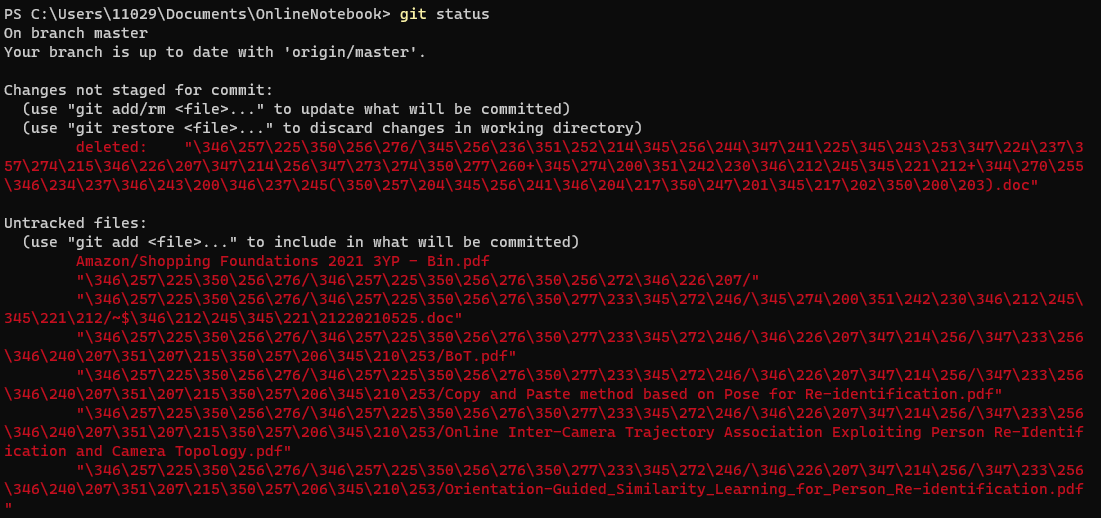 PS C:\Users\11029\Documents\OnlineNotebook> git status
On branch master
Your branch is up to date with 'origin/master'.
Changes not staged for commit:
(use "git add/rm <file>..." to update what will be committed)
(use "git restore <file>..." to discard changes in working directory)
deleted:    "\346\257\225\350\256\276/\345\256\236\351\252\214\345\256\244\347\241\225\345\243\253\347\224\237\3
57\274\215\346\226\207\347\214\256\347\273\274\350\277\260+\345\274\200\351\242\230\346\212\245\345\221\212+\344\270\255
\346\234\237\346\243\200\346\237\245(\350\257\204\345\256\241\346\204\217\350\247\201\345\217\202\350\200\203).doc"
Untracked files:
(use "git add <file>..." to include in what will be committed)
Amazon/Shopping Foundations 2021 3YP - Bin.pdf
"\346\257\225\350\256\276/\346\257\225\350\256\276\350\256\272\346\226\207/"
"\346\257\225\350\256\276/\346\257\225\350\256\276\350\277\233\345\272\246/\345\274\200\351\242\230\346\212\245\
345\221\212/~$\346\212\245\345\221\21220210525.doc"
"\346\257\225\350\256\276/\346\257\225\350\256\276\350\277\233\345\272\246/\346\226\207\347\214\256/\347\233\256
\346\240\207\351\207\215\350\257\206\345\210\253/BoT.pdf"
"\346\257\225\350\256\276/\346\257\225\350\256\276\350\277\233\345\272\246/\346\226\207\347\214\256/\347\233\256
\346\240\207\351\207\215\350\257\206\345\210\253/Copy and Paste method based on Pose for Re-identification.pdf"
"\346\257\225\350\256\276/\346\257\225\350\256\276\350\277\233\345\272\246/\346\226\207\347\214\256/\347\233\256
\346\240\207\351\207\215\350\257\206\345\210\253/Online Inter-Camera Trajectory Association Exploiting Person Re-Identif
ication and Camera Topology.pdf"
"\346\257\225\350\256\276/\346\257\225\350\256\276\350\277\233\345\272\246/\346\226\207\347\214\256/\347\233\256
\346\240\207\351\207\215\350\257\206\345\210\253/Orientation-Guided_Similarity_Learning_for_Person_Re-identification.pdf
"